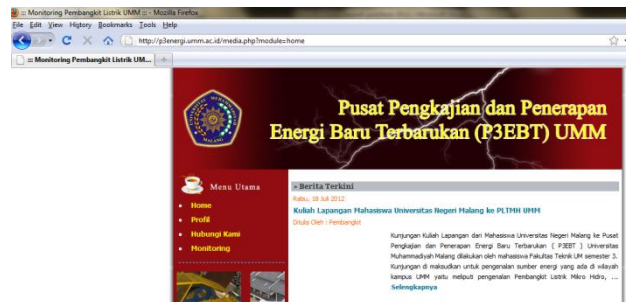 :: Monitoring Pembangkit Listrik UMM :: - Mozilla Firefox
File Edit View History Bookmarks Tools Help
http://p3energi.umm.ac.id/media.php?module=home
:: Monitoring Pembangkit Listrik UM...
Pusat Pengkajian dan Penerapan
Energi Baru Terbarukan (P3EBT) UMM
Menu Utama
Home
Profil
Hubungi Kami
Monitoring
» Berita Terkini
Rabu, 18 Juli 2012
Kuliah Lapangan Mahasiswa Universitas Negeri Malang ke PLTMH UMM
Ditulis Oleh : Pembangkit
Kunjungan Kuliah Lapangan dari Mahasiswa Universitas Negeri Malang ke Pusat
Pengkajian dan Penerapan Energi Baru Terbarukan ( P3EBT ) Universitas
Muhammadiyah Malang dilakukan oleh mahasiswa Fakultas Teknik UM semester 3.
Kunjungan di maksudkan untuk pengenalan sumber energi yang ada di wilayah
kampus UMM yaitu meliputi pengenalan Pembangkit Listrik Mikro Hidro, ...
Selengkapnya